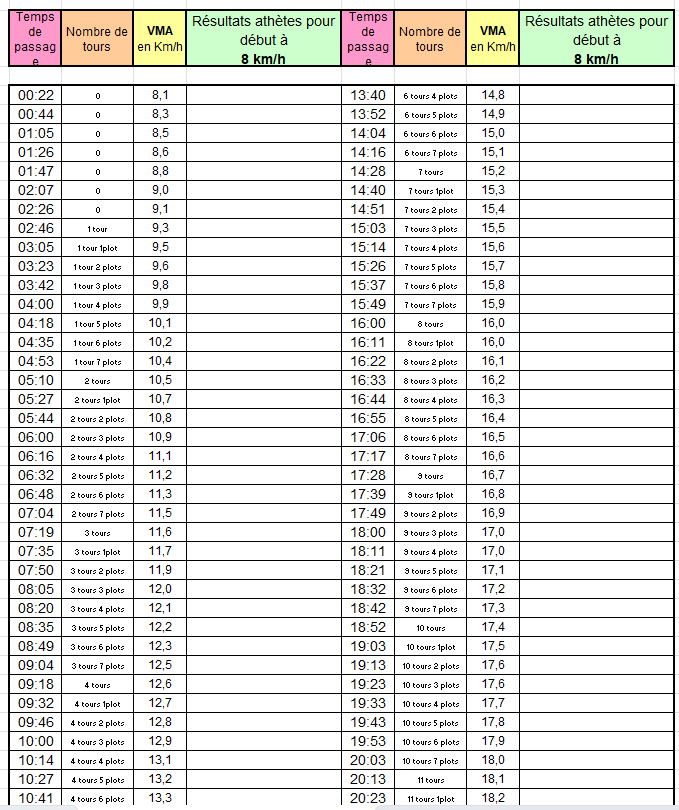 Temps de passage Nombre de tours VMA en Km/h Résultats athètes pour début à 8 km/h Temps de passage Nombre de tours VMA en Km/h Résultats athètes pour début à 8 km/h
00:22 0 8,1 13:40 6 tours 4 plots 14,8
00:44 0 8,3 13:52 6 tours 5 plots 14,9
01:05 0 8,5 14:04 6 tours 6 plots 15,0
01:26 0 8,6 14:16 6 tours 7 plots 15,1
01:47 0 8,8 14:28 7 tours 15,2
02:07 0 9,0 14:40 7 tours 1plot 15,3
02:26 0 9,1 14:51 7 tours 2 plots 15,4
02:46 1 tour 9,3 15:03 7 tours 3 plots 15,5
03:05 1 tour 1plot 9,5 15:14 7 tours 4 plots 15,6
03:23 1 tour 2 plots 9,6 15:26 7 tours 5 plots 15,7
03:42 1 tour 3 plots 9,8 15:37 7 tours 6 plots 15,8
04:00 1 tour 4 plots 9,9 15:49 7 tours 7 plots 15,9
04:18 1 tour 5 plots 10,1 16:00 8 tours 16,0
04:35 1 tour 6 plots 10,2 16:11 8 tours 1plot 16,0
04:53 1 tour 7 plots 10,4 16:22 8 tours 2 plots 16,1
05:10 2 tours 10,5 16:33 8 tours 3 plots 16,2
05:27 2 tours 1plot 10,7 16:44 8 tours 4 plots 16,3
05:44 2 tours 2 plots 10,8 16:55 8 tours 5 plots 16,4
06:00 2 tours 3 plots 10,9 17:06 8 tours 6 plots 16,5
06:16 2 tours 4 plots 11,1 17:17 8 tours 7 plots 16,6
06:32 2 tours 5 plots 11,2 17:28 9 tours 16,7
06:48 2 tours 6 plots 11,3 17:39 9 tours 1plot 16,8
07:04 2 tours 7 plots 11,5 17:49 9 tours 2 plots 16,9
07:19 3 tours 11,6 18:00 9 tours 3 plots 17,0
07:35 3 tours 1plot 11,7 18:11 9 tours 4 plots 17,0
07:50 3 tours 2 plots 11,9 18:21 9 tours 5 plots 17,1
08:05 3 tours 3 plots 12,0 18:32 9 tours 6 plots 17,2
08:20 3 tours 4 plots 12,1 18:42 9 tours 7 plots 17,3
08:35 3 tours 5 plots 12,2 18:52 10 tours 17,4
08:49 3 tours 6 plots 12,3 19:03 10 tours 1plot 17,5
09:04 3 tours 7 plots 12,5 19:13 10 tours 2 plots 17,6
09:18 4 tours 12,6 19:23 10 tours 3 plots 17,6
09:32 4 tours 1plot 12,7 19:33 10 tours 4 plots 17,7
09:46 4 tours 2 plots 12,8 19:43 10 tours 5 plots 17,8
10:00 4 tours 3 plots 12,9 19:53 10 tours 6 plots 17,9
10:14 4 tours 4 plots 13,1 20:03 10 tours 7 plots 18,0
10:27 4 tours 5 plots 13,2 20:13 11 tours 18,1
10:41 4 tours 6 plots 13,3 20:23 11 tours 1plot 18,2